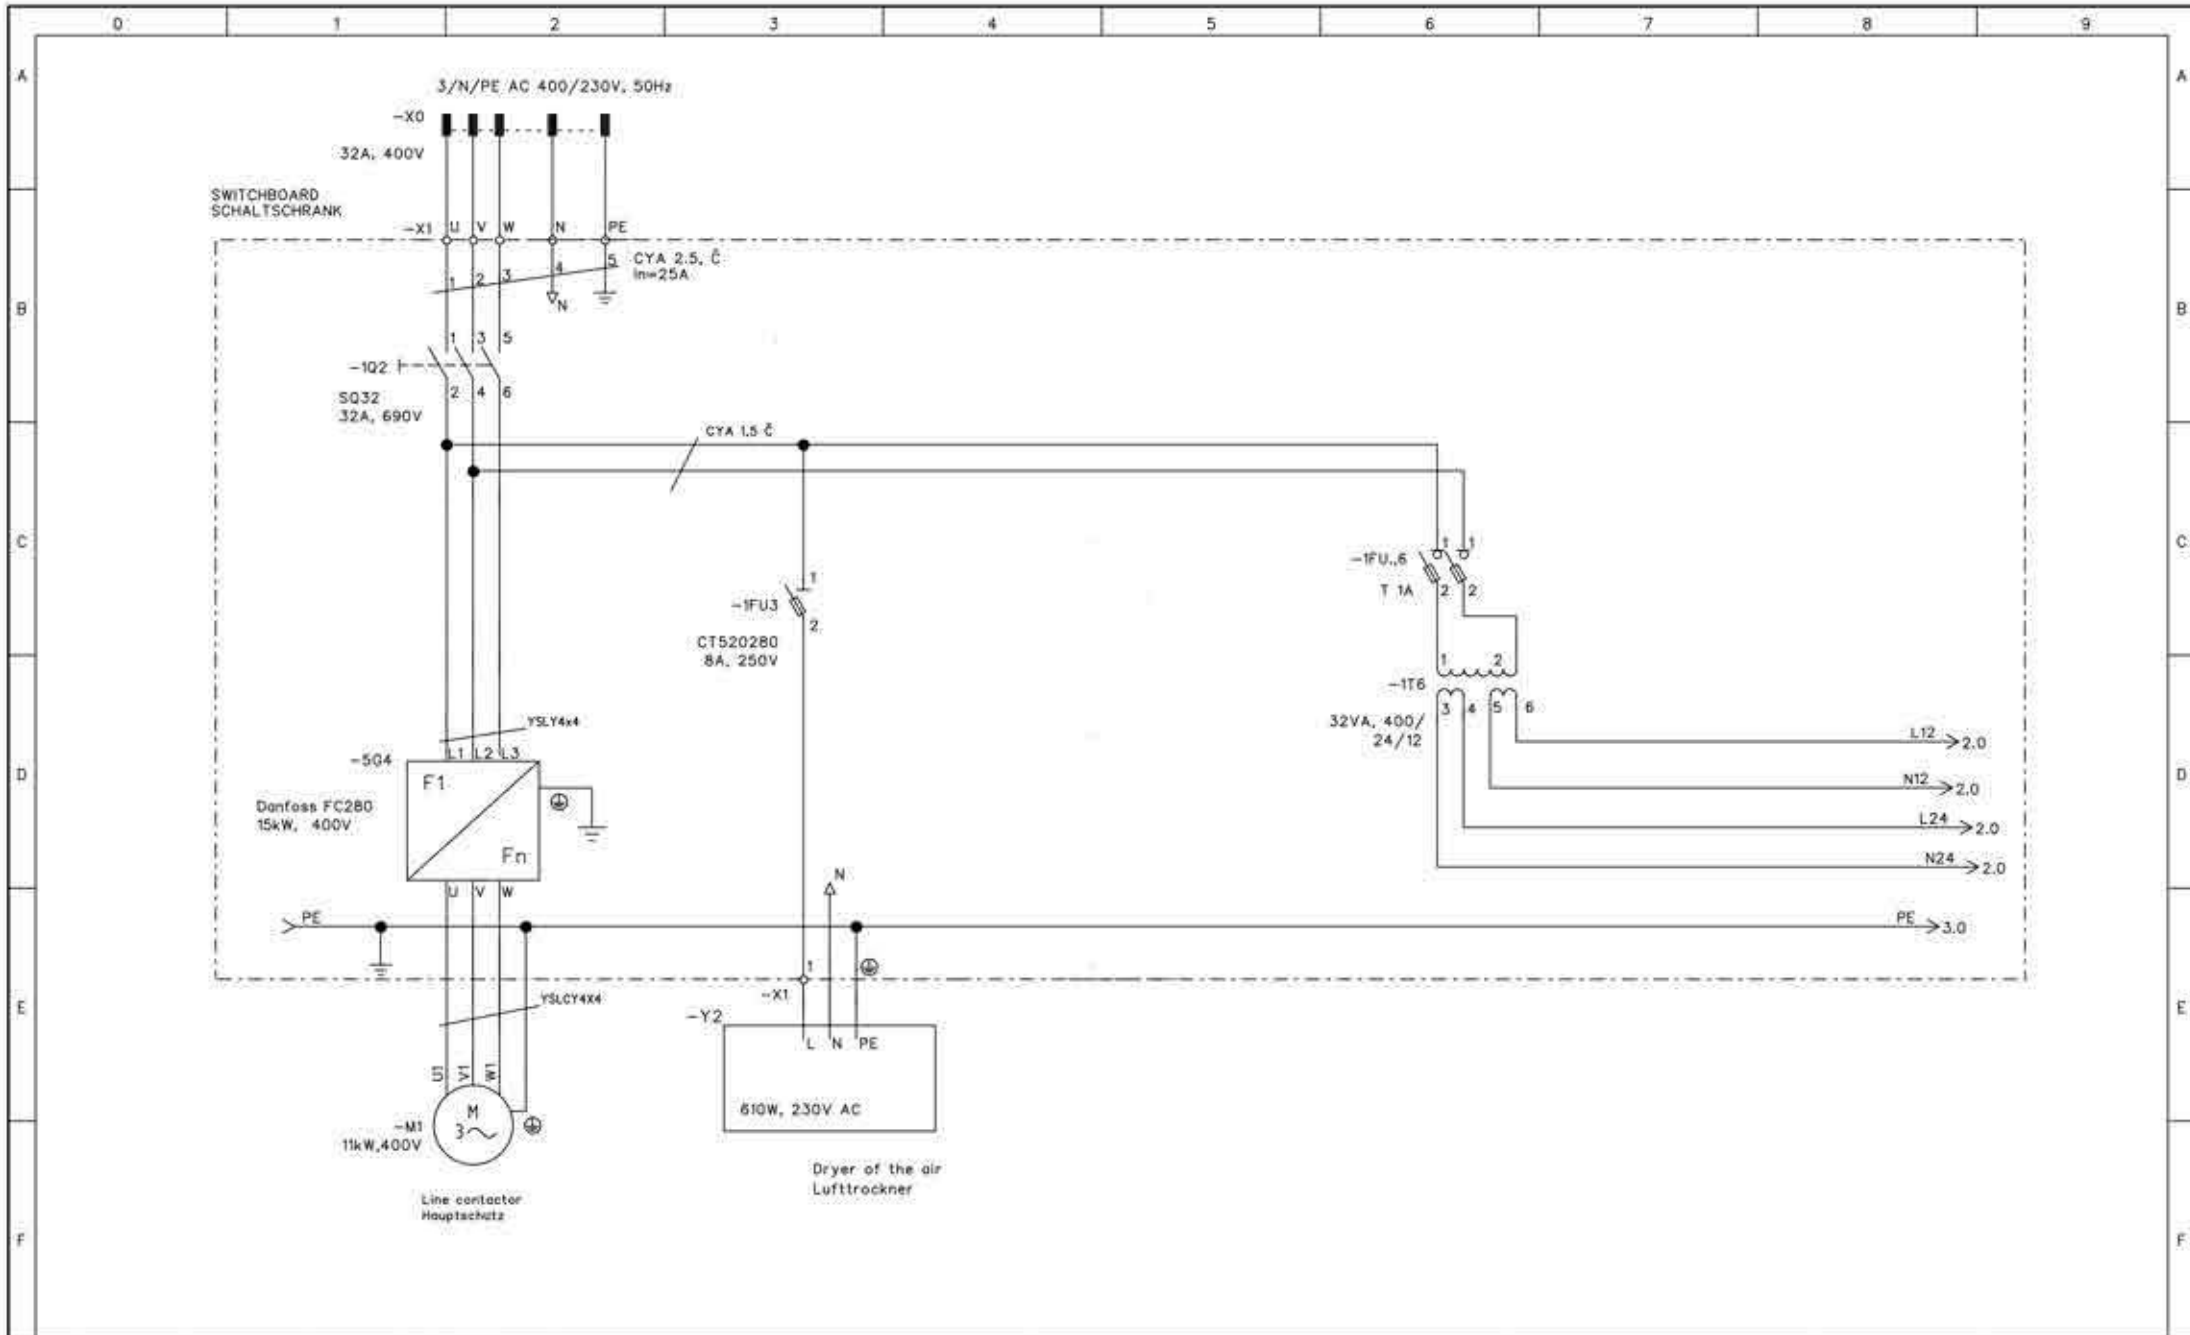 0 1 2 3 4 5 6 7 8 9
A A
3/N/PE AC 400/230V, 50Hz
-X0
32A, 400V
SWITCHBOARD
SCHALTSCHRANK
-X1 U V W N PE
1 2 3 4 5
CYA 2.5, Č
In=25A
N
B B
1 3 5
-1Q2
2 4 6
SQ32
32A, 690V
CYA 1.5 Č
C C
1 1
-1FU..6
T 1A 2 2
1
-1FU3
2
CT520280
8A, 250V
1 2
-1T6
3 4 5 6
32VA, 400/
24/12
YSLY4x4
L12 2.0
-5G4 L1 L2 L3
F1
D D
N12 2.0
Danfoss FC280
15kW, 400V
L24 2.0
Fn
N24 2.0
U V W
N
PE
PE 3.0
1
-X1
YSLCY4X4
E E
-Y2
L N PE
U1 V1 W1
M
3~
610W, 230V AC
-M1
11kW,400V
Dryer of the air
Lufttrockner
Line contactor
Hauptschutz
F F